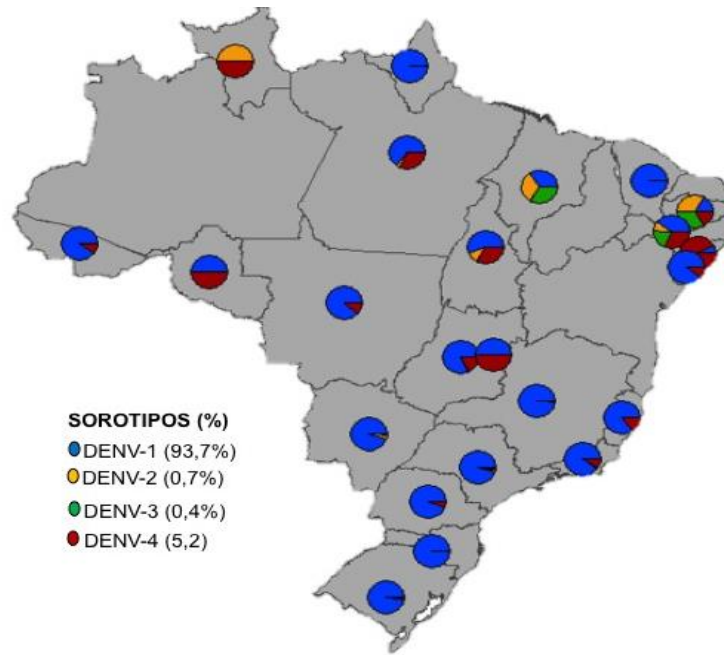 SOROTIPOS (%)
DENV-1 (93,7%)
DENV-2 (0,7%)
DENV-3 (0,4%)
DENV-4 (5,2)